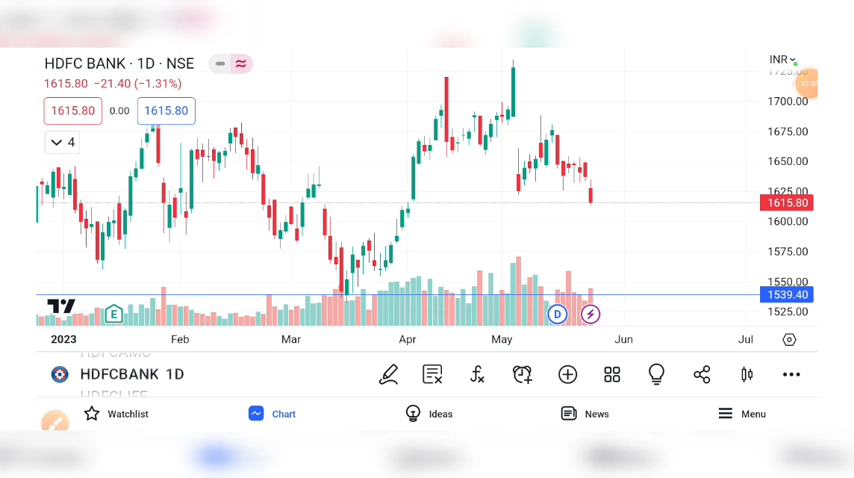 HDFC BANK · 1D · NSE
INR
1615.80 −21.40 (−1.31%)
1725.00
1615.80 0.00 1615.80
1700.00
4
1675.00
1650.00
1625.00
1615.80
1600.00
1575.00
1550.00
1539.40
1525.00
E
D
2023 Feb Mar Apr May Jun Jul
HDFCAMC
HDFCBANK 1D
HDFCLIFE
Watchlist Chart Ideas News Menu